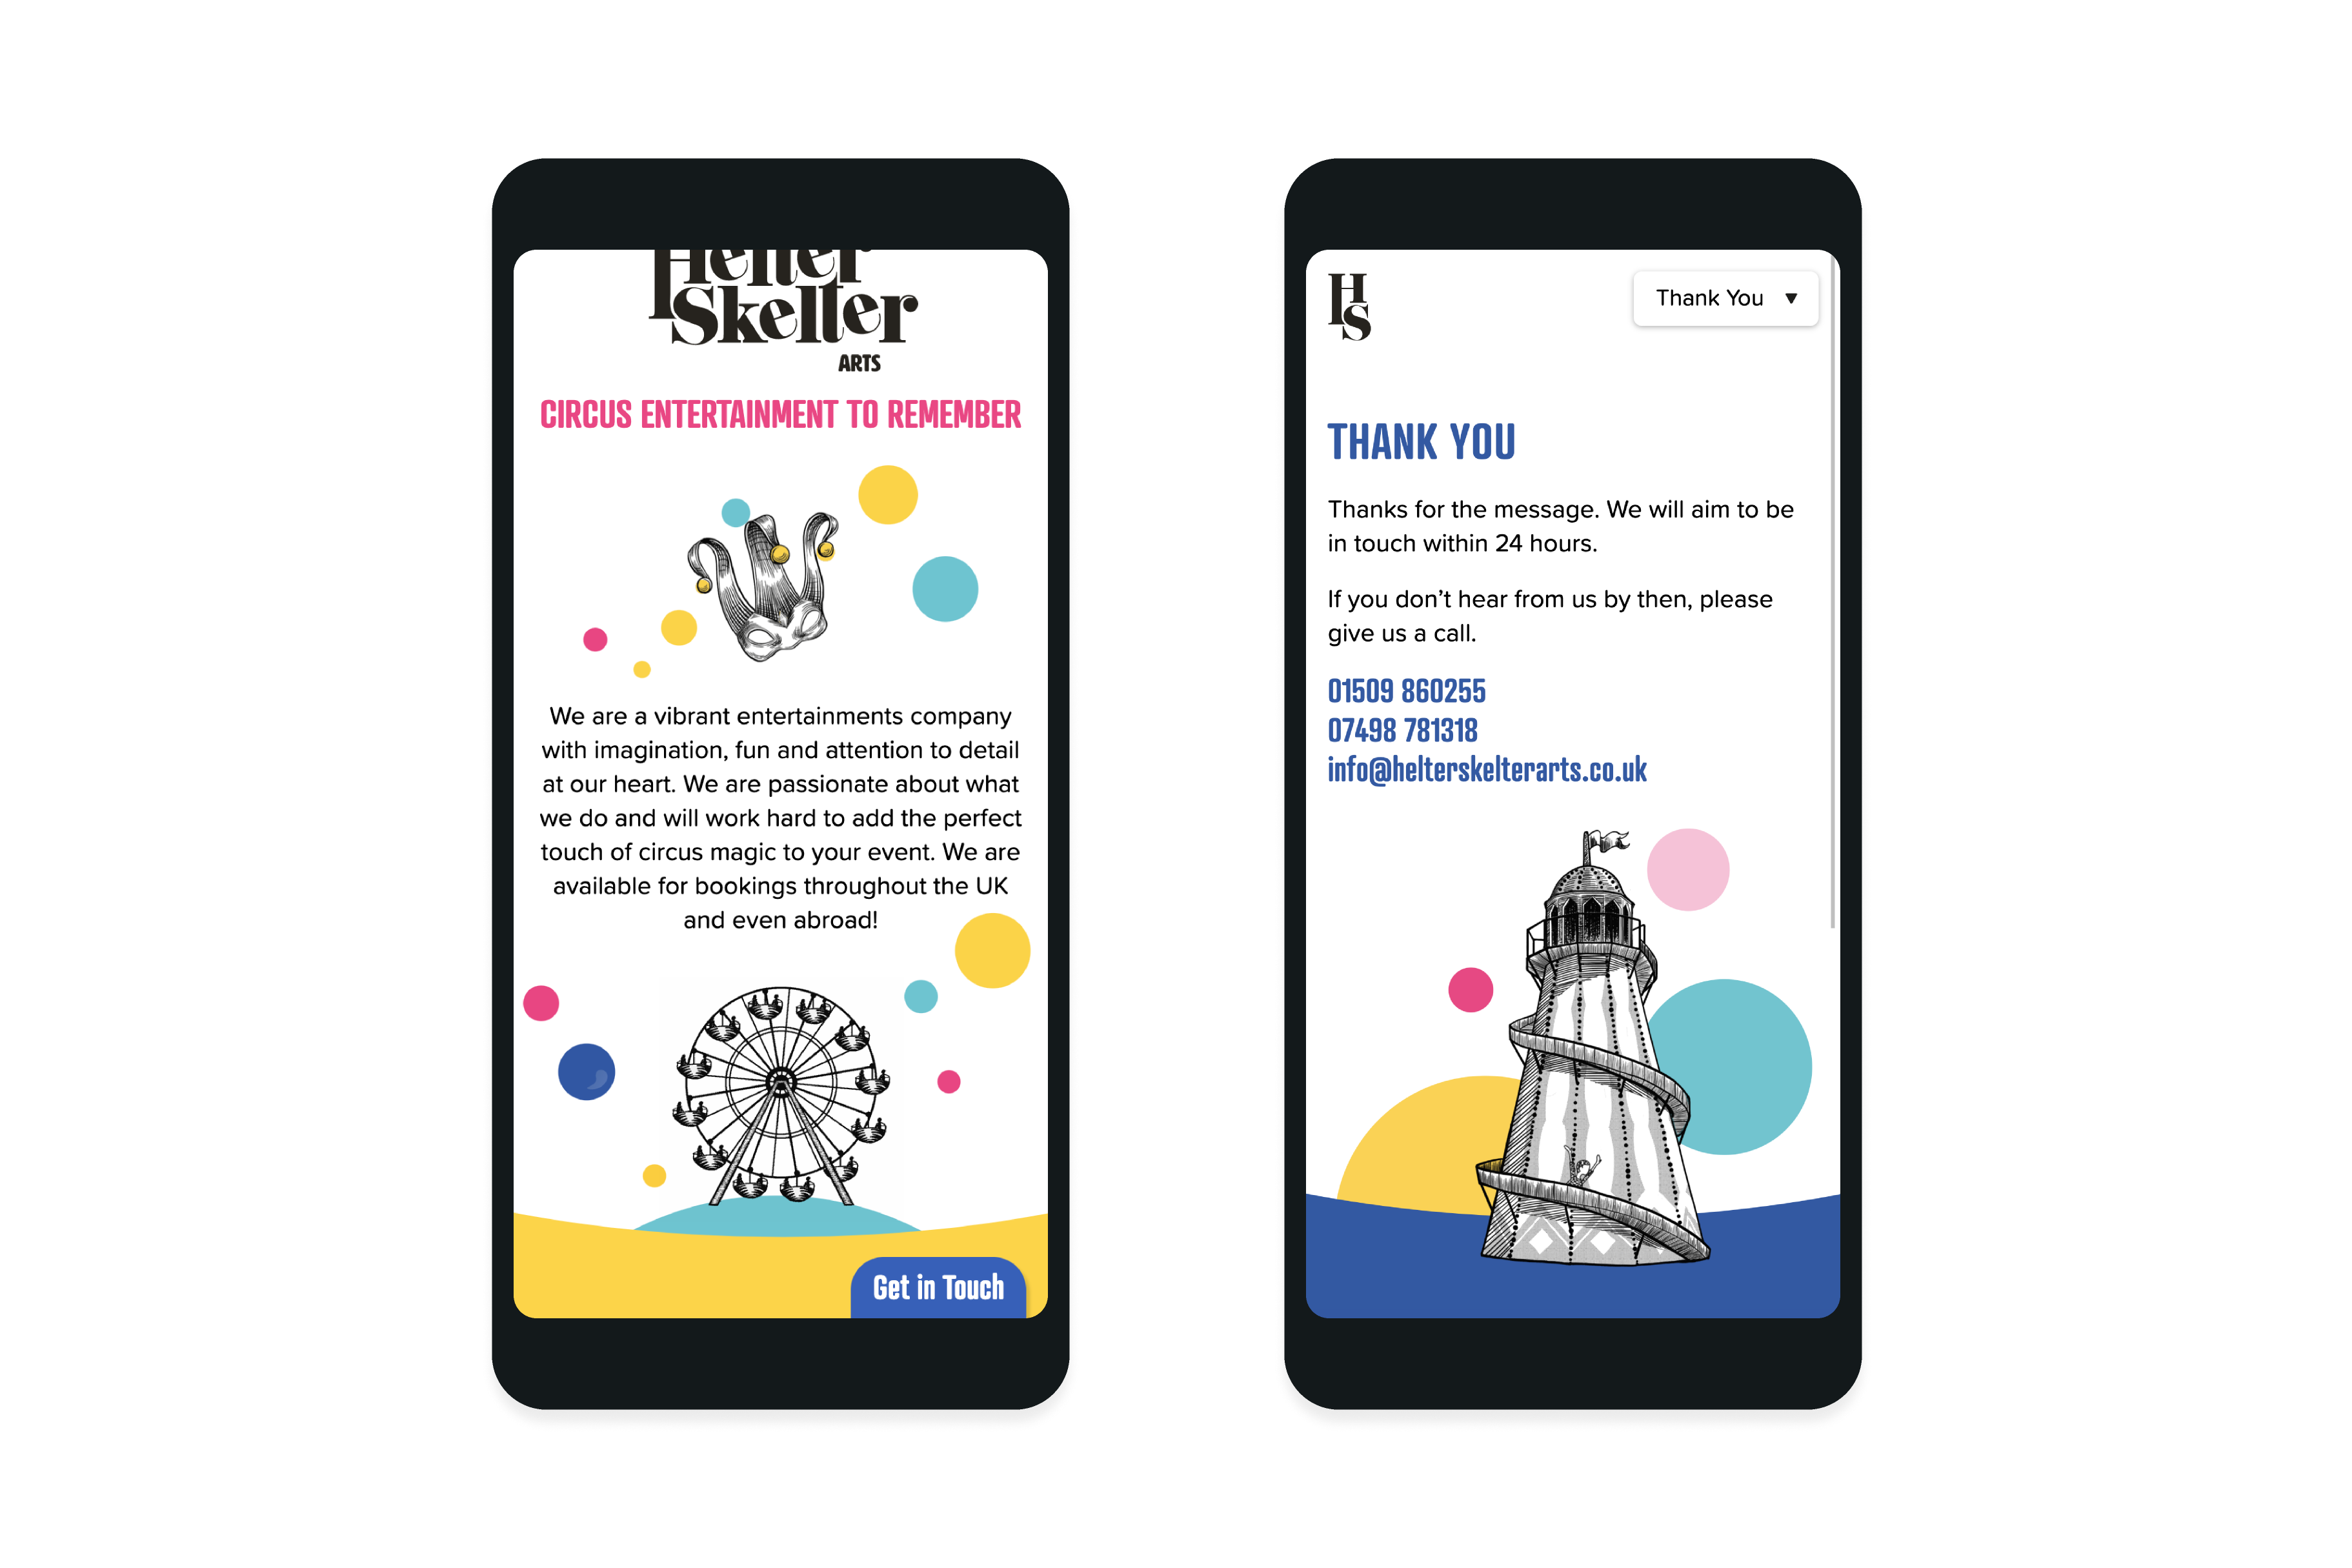 Helter
Skelter
ARTS
CIRCUS ENTERTAINMENT TO REMEMBER
We are a vibrant entertainments company
with imagination, fun and attention to detail
at our heart. We are passionate about what
we do and will work hard to add the perfect
touch of circus magic to your event. We are
available for bookings throughout the UK
and even abroad!
Get in Touch
HS
Thank You
THANK YOU
Thanks for the message. We will aim to be
in touch within 24 hours.
If you don’t hear from us by then, please
give us a call.
01509 860255
07498 781318
info@helterskelterarts.co.uk